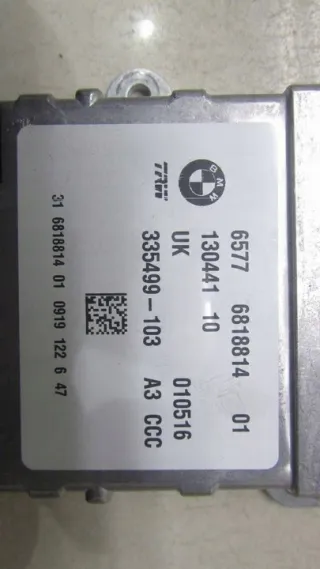 BMW
TRW
6577 6818814 01
130441 10
UK 010516
335499-103 A3 CCC
31 6818814 01 0919 122 6 47